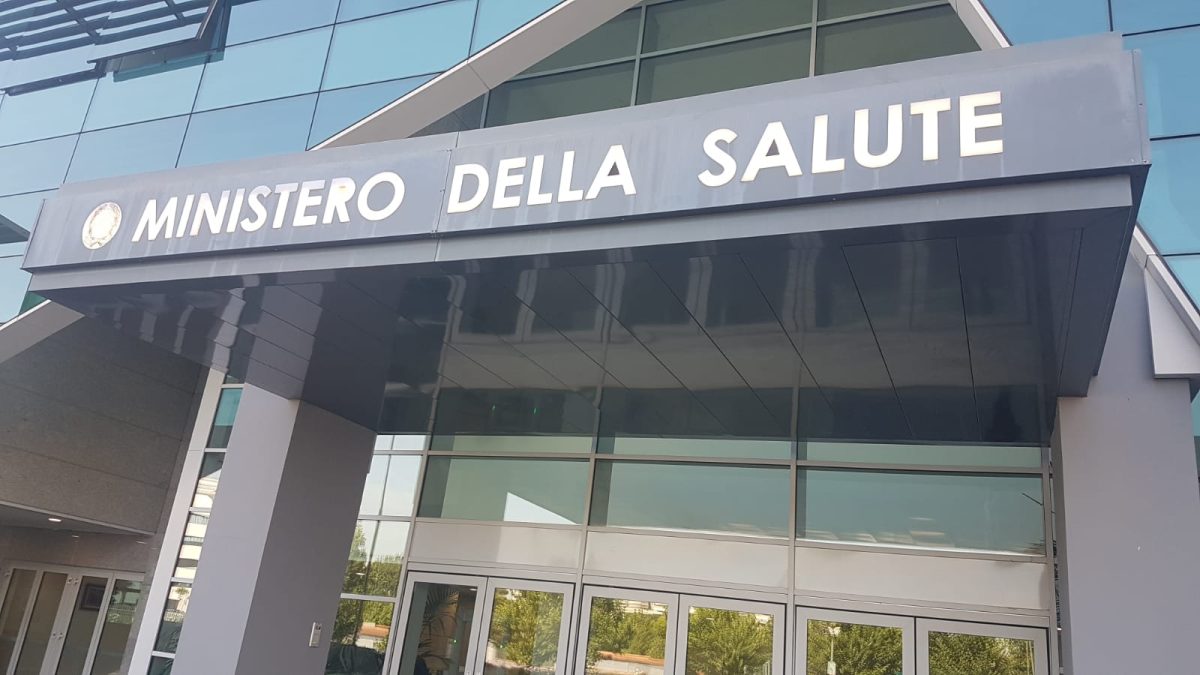 MINISTERO DELLA SALUTE